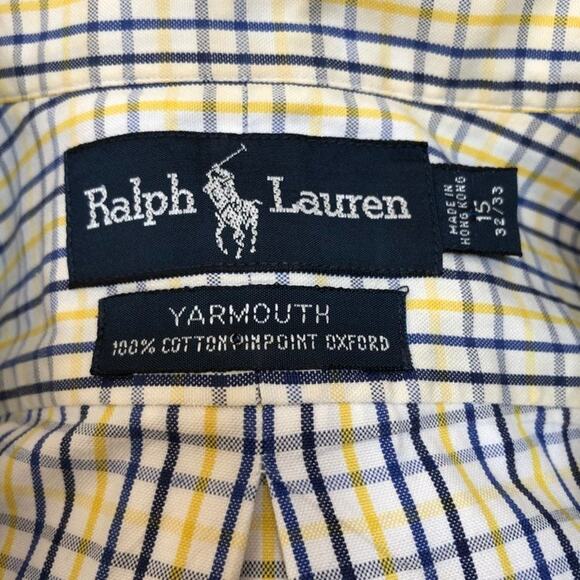 Ralph Lauren
MADE IN
HONG KONG
15
32/33
YARMOUTH
100% COTTON PINPOINT OXFORD